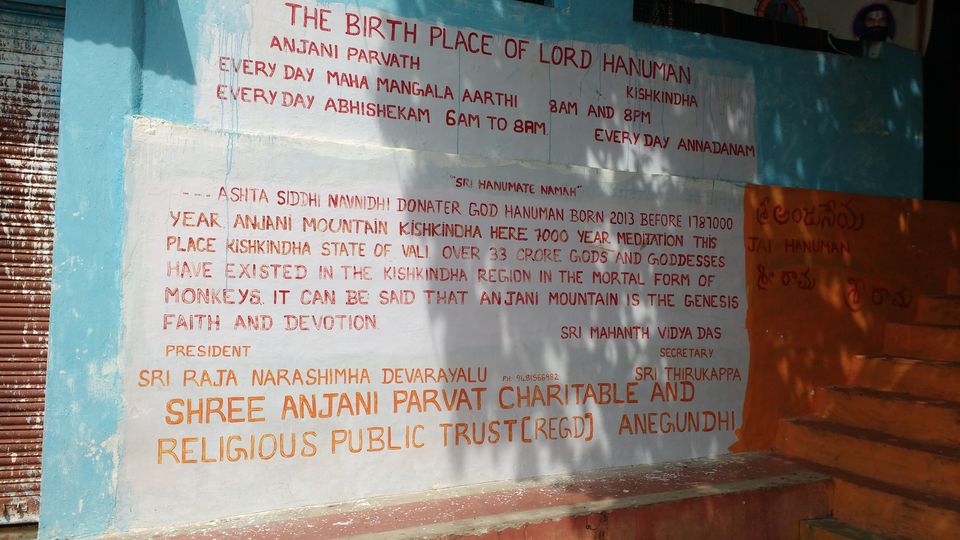 THE BIRTH PLACE OF LORD HANUMAN
ANJANI PARVATH
KISHKINDHA
EVERY DAY MAHA MANGALA AARTHI 8AM AND 8PM
EVERY DAY ABHISHEKAM 6AM TO 8AM.
EVERY DAY ANNADANAM
"SRI HANUMATE NAMAH"
--- ASHTA SIDDHI NAVNIDHI DONATER GOD HANUMAN BORN 2013 BEFORE 1787000
YEAR ANJANI MOUNTAIN KISHKINDHA HERE 7000 YEAR MEDITATION THIS
PLACE KISHKINDHA STATE OF VALI. OVER 33 CRORE GODS AND GODDESSES
HAVE EXISTED IN THE KISHKINDHA REGION IN THE MORTAL FORM OF
MONKEYS. IT CAN BE SAID THAT ANJANI MOUNTAIN IS THE GENESIS
FAITH AND DEVOTION
SRI MAHANTH VIDYA DAS
PRESIDENT
SECRETARY
SRI RAJA NARASHIMHA DEVARAYALU PH: 9481566982
SRI THIRUKAPPA
SHREE ANJANI PARVAT CHARITABLE AND
RELIGIOUS PUBLIC TRUST[REGD] ANEGUNDHI
శ్రీ ఆంజనేయ
JAI HANUMAN
శ్రీ రామ శ్రీ రామ